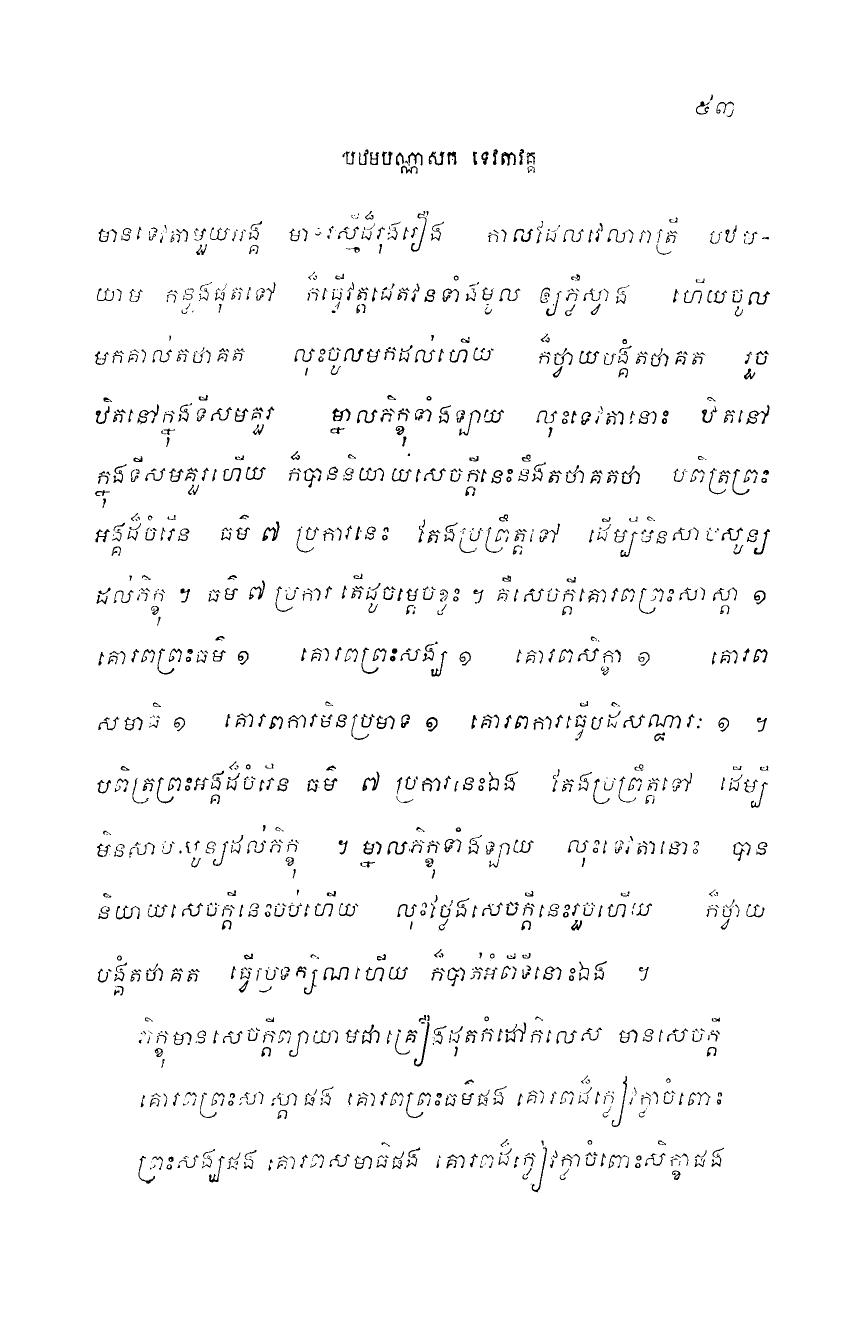 ៥៣
បឋមបណ្ណាសក ទេវតាវគ្គ
មានទេវតាមួយអង្គ មានរស្មីដ៏រុងរឿង កាលដែលវេលារាត្រី បឋម-
យាម កន្លងផុតទៅ ក៏ធ្វើវត្តជេតវនទាំងមូល ឲ្យភ្លឺស្វាង ហើយចូល
មកគាល់តថាគត លុះចូលមកដល់ហើយ ក៏ថ្វាយបង្គំតថាគត រួច
ឋិតនៅក្នុងទីសមគួរ ម្នាលភិក្ខុទាំងឡាយ លុះទេវតានោះ ឋិតនៅ
ក្នុងទីសមគួរហើយ ក៏បាននិយាយសេចក្តីនេះនឹងតថាគតថា បពិត្រព្រះ
អង្គដ៏ចំរើន ធម៌ ៧ ប្រការនេះ តែងប្រព្រឹត្តទៅ ដើម្បីមិនសាបសូន្យ
ដល់ភិក្ខុ ។ ធម៌ ៧ ប្រការ តើដូចម្តេចខ្លះ ។ គឺសេចក្តីគោរពព្រះសាស្តា ១
គោរពព្រះធម៌ ១ គោរពព្រះសង្ឃ ១ គោរពសិក្ខា ១ គោរព
សមាធិ ១ គោរពការមិនប្រមាទ ១ គោរពការធ្វើបដិសណ្ឋារៈ ១ ។
បពិត្រព្រះអង្គដ៏ចំរើន ធម៌ ៧ ប្រការនេះឯង តែងប្រព្រឹត្តទៅ ដើម្បី
មិនសាបសូន្យដល់ភិក្ខុ ។ ម្នាលភិក្ខុទាំងឡាយ លុះទេវតានោះ បាន
និយាយសេចក្តីនេះចប់ហើយ លុះថ្លែងសេចក្តីនេះរួចហើយ ក៏ថ្វាយ
បង្គំតថាគត ធ្វើប្រទក្សិណហើយ ក៏បាត់អំពីទីនោះឯង ។
ភិក្ខុមានសេចក្តីព្យាយាមជាគ្រឿងដុតកំដៅកិលេស មានសេចក្តី
គោរពព្រះសាស្តាផង គោរពព្រះធម៌ផង គោរពដ៏ក្លៀវក្លាចំពោះ
ព្រះសង្ឃផង គោរពសមាធិផង គោរពដ៏ក្លៀវក្លាចំពោះសិក្ខាផង